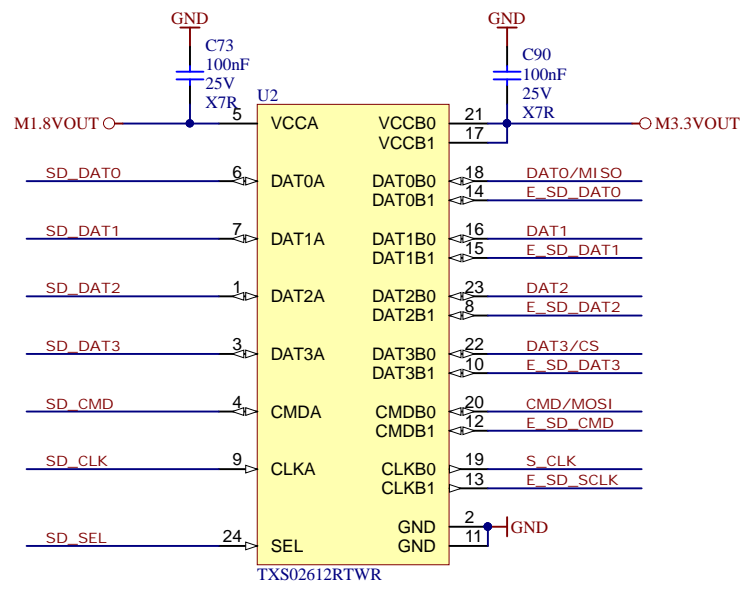 GND
GND
C73
100nF
25V
X7R
C90
100nF
25V
X7R
U2
M1.8VOUT
5
VCCA
VCCB0
21
M3.3VOUT
VCCB1
17
SD_DAT0
6
DAT0A
DAT0B0
18
DAT0/MISO
DAT0B1
14
E_SD_DAT0
SD_DAT1
7
DAT1A
DAT1B0
16
DAT1
DAT1B1
15
E_SD_DAT1
SD_DAT2
1
DAT2A
DAT2B0
23
DAT2
DAT2B1
8
E_SD_DAT2
SD_DAT3
3
DAT3A
DAT3B0
22
DAT3/CS
DAT3B1
10
E_SD_DAT3
SD_CMD
4
CMDA
CMDB0
20
CMD/MOSI
CMDB1
12
E_SD_CMD
SD_CLK
9
CLKA
CLKB0
19
S_CLK
CLKB1
13
E_SD_SCLK
GND
2
GND
SD_SEL
24
SEL
GND
11
TXS02612RTWR